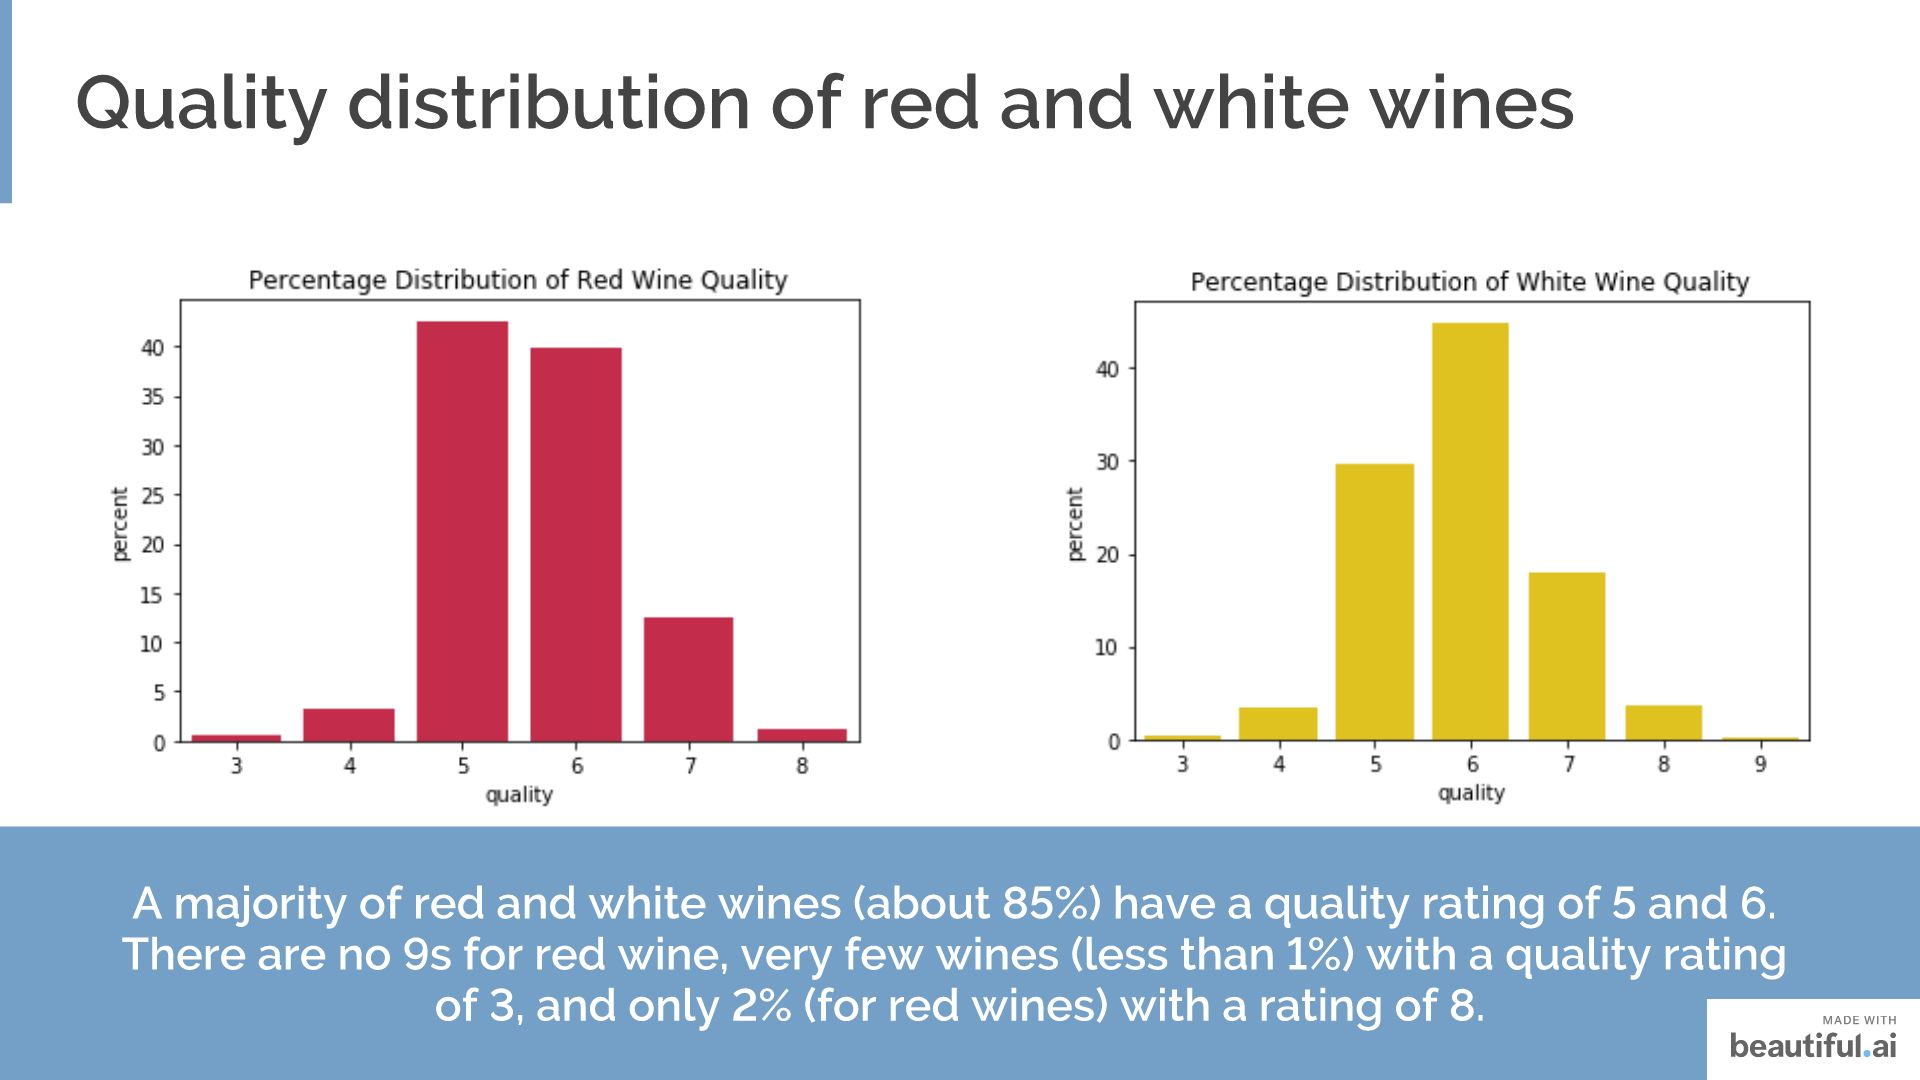 Quality distribution of red and white wines
Percentage Distribution of Red Wine Quality
40
35
30
25
20
15
10
5
0
percent
3 4 5 6 7 8
quality
Percentage Distribution of White Wine Quality
40
30
20
10
0
percent
3 4 5 6 7 8 9
quality
A majority of red and white wines (about 85%) have a quality rating of 5 and 6.
There are no 9s for red wine, very few wines (less than 1%) with a quality rating
of 3, and only 2% (for red wines) with a rating of 8.
MADE WITH
beautiful.ai